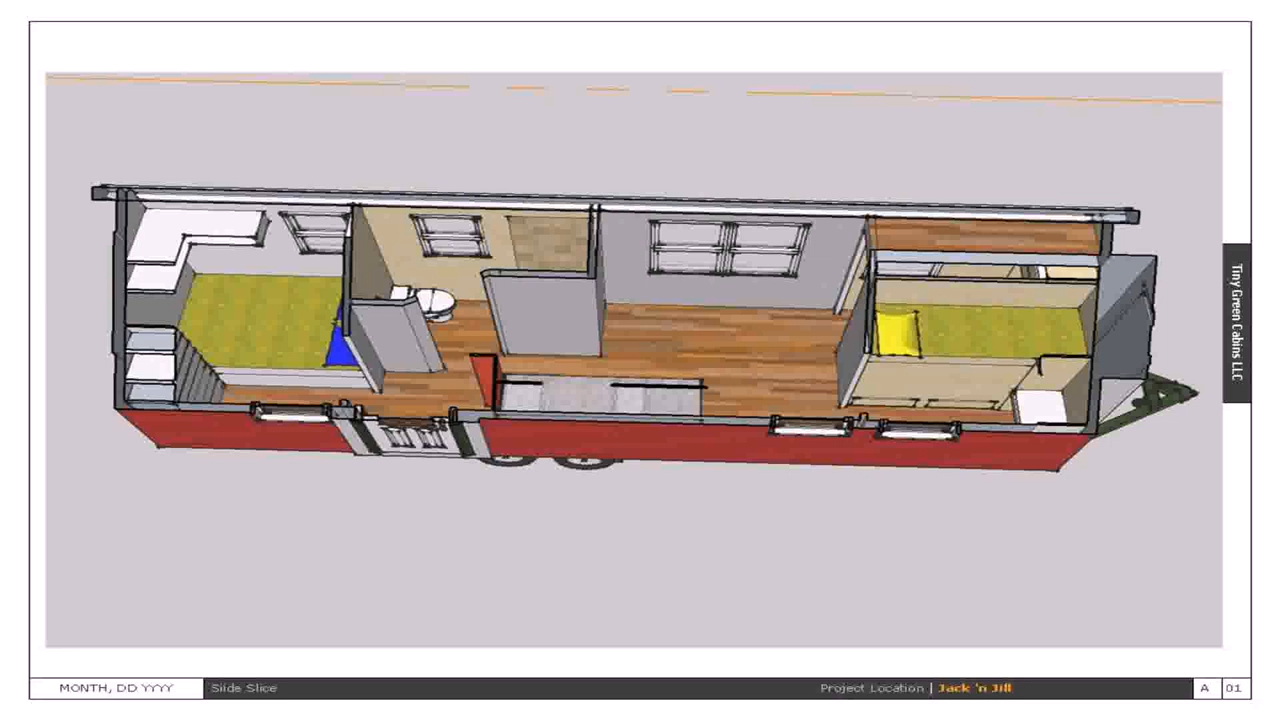 Tiny Green Cabins LLC
MONTH, DD YYYY
Slide Slice
Project Location | Jack 'n Jill
A
01